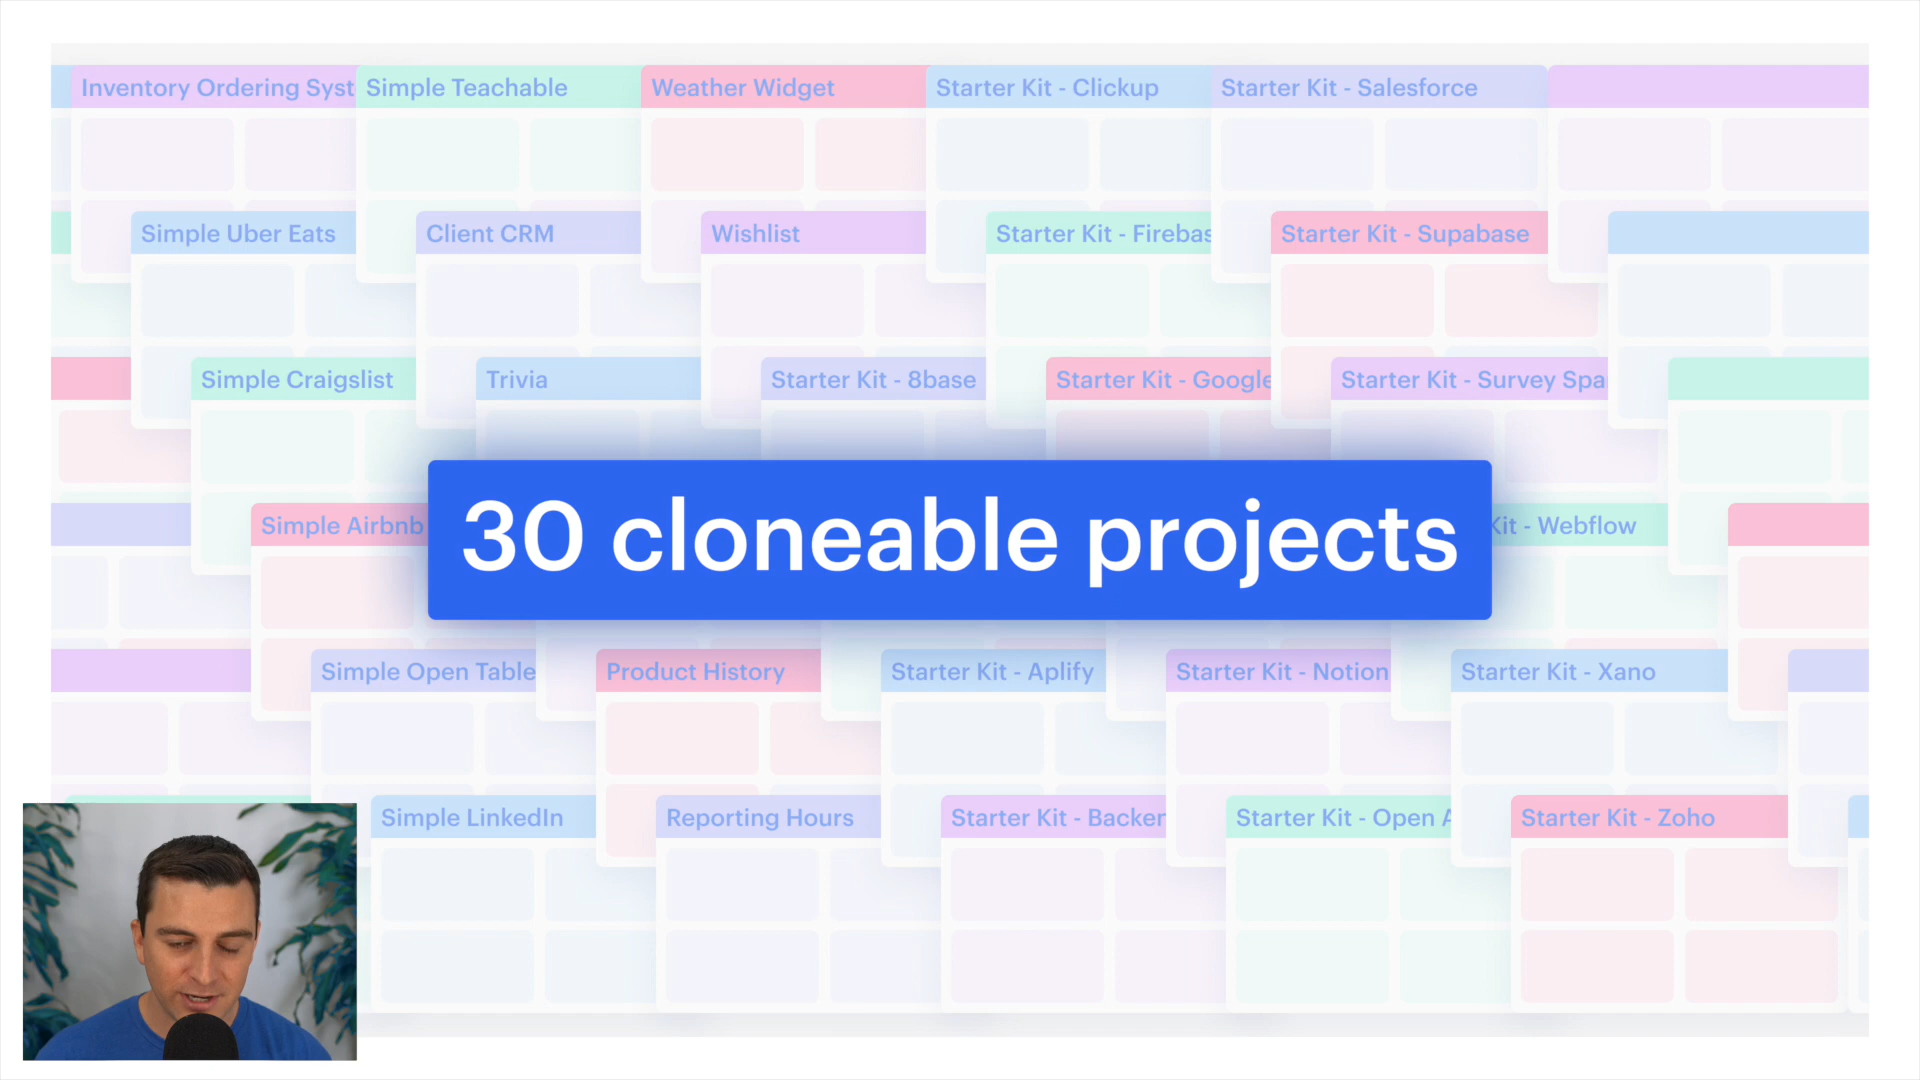 Inventory Ordering Syst
Simple Teachable
Weather Widget
Starter Kit - Clickup
Starter Kit - Salesforce
Simple Uber Eats
Client CRM
Wishlist
Starter Kit - Firebas
Starter Kit - Supabase
Simple Craigslist
Trivia
Starter Kit - 8base
Starter Kit - Google
Starter Kit - Survey Spa
Simple Airbnb
30 cloneable projects
Kit - Webflow
Simple Open Table
Product History
Starter Kit - Aplify
Starter Kit - Notion
Starter Kit - Xano
Simple LinkedIn
Reporting Hours
Starter Kit - Backen
Starter Kit - Open A
Starter Kit - Zoho